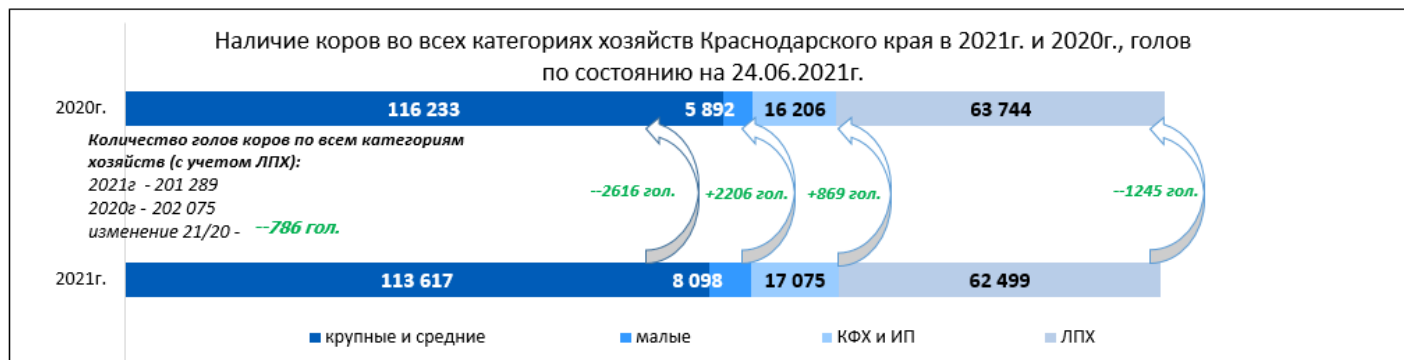 Наличие коров во всех категориях хозяйств Краснодарского края в 2021г. и 2020г., голов
по состоянию на 24.06.2021г.
2020г.
116 233
5 892
16 206
63 744
Количество голов коров по всем категориям
хозяйств (с учетом ЛПХ):
2021г - 201 289
2020г - 202 075
изменение 21/20 - --786 гол.
--2616 гол.
+2206 гол.
+869 гол.
--1245 гол.
2021г.
113 617
8 098
17 075
62 499
крупные и средние
малые
КФХ и ИП
ЛПХ